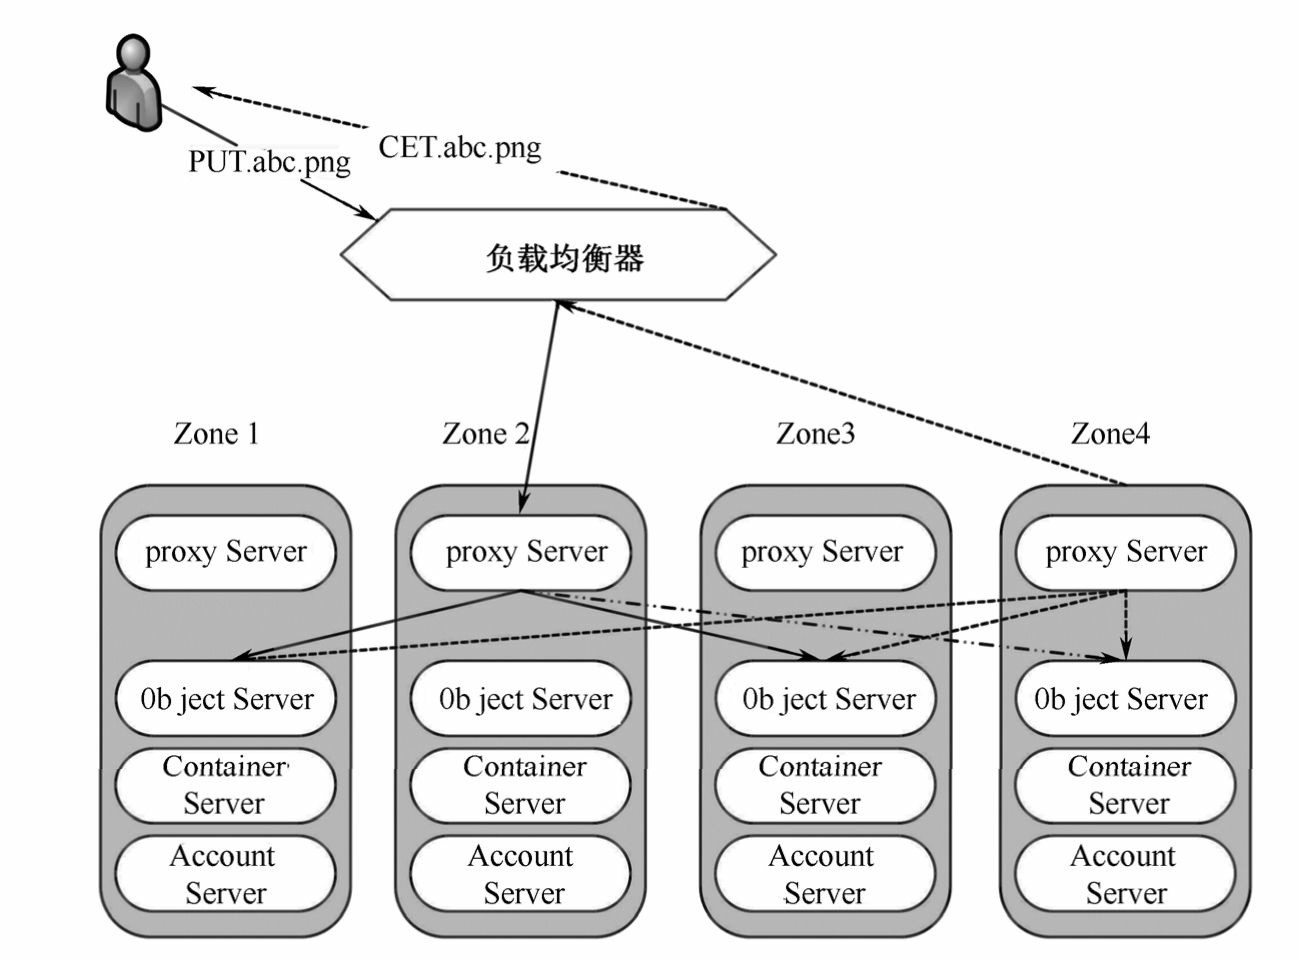 CET.abc.png
PUT.abc.png
负载均衡器
Zone 1
Zone 2
Zone3
Zone4
proxy Server
proxy Server
proxy Server
proxy Server
0b ject Server
0b ject Server
0b ject Server
0b ject Server
Container
Server
Container
Server
Container
Server
Container
Server
Account
Server
Account
Server
Account
Server
Account
Server